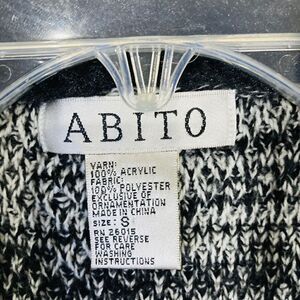 ABITO
YARN:
100% ACRYLIC
FABRIC:
100% POLYESTER
EXCLUSIVE OF
ORNAMENTATION
MADE IN CHINA
SIZE: S
RN 26015
SEE REVERSE
FOR CARE
WASHING
INSTRUCTIONS